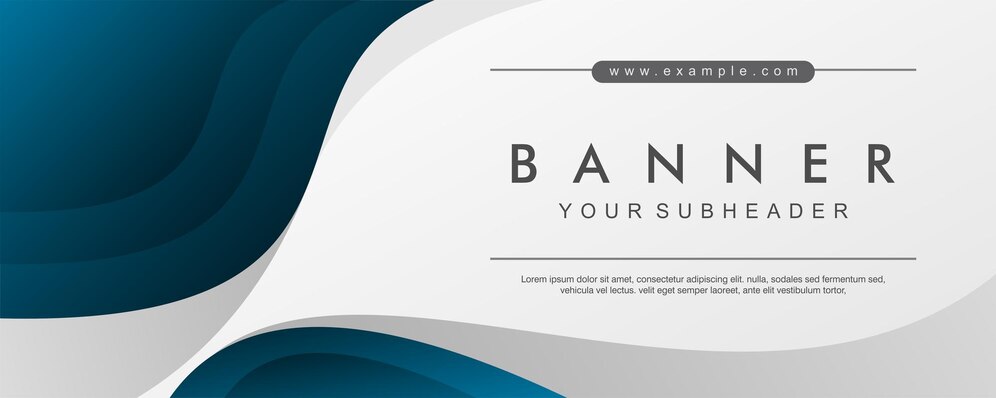 www.example.com
BANNER
YOUR SUBHEADER
Lorem ipsum dolor sit amet, consectetur adipiscing elit. nulla, sodales sed fermentum sed,
vehicula vel lectus. velit eget semper laoreet, ante elit vestibulum tortor,